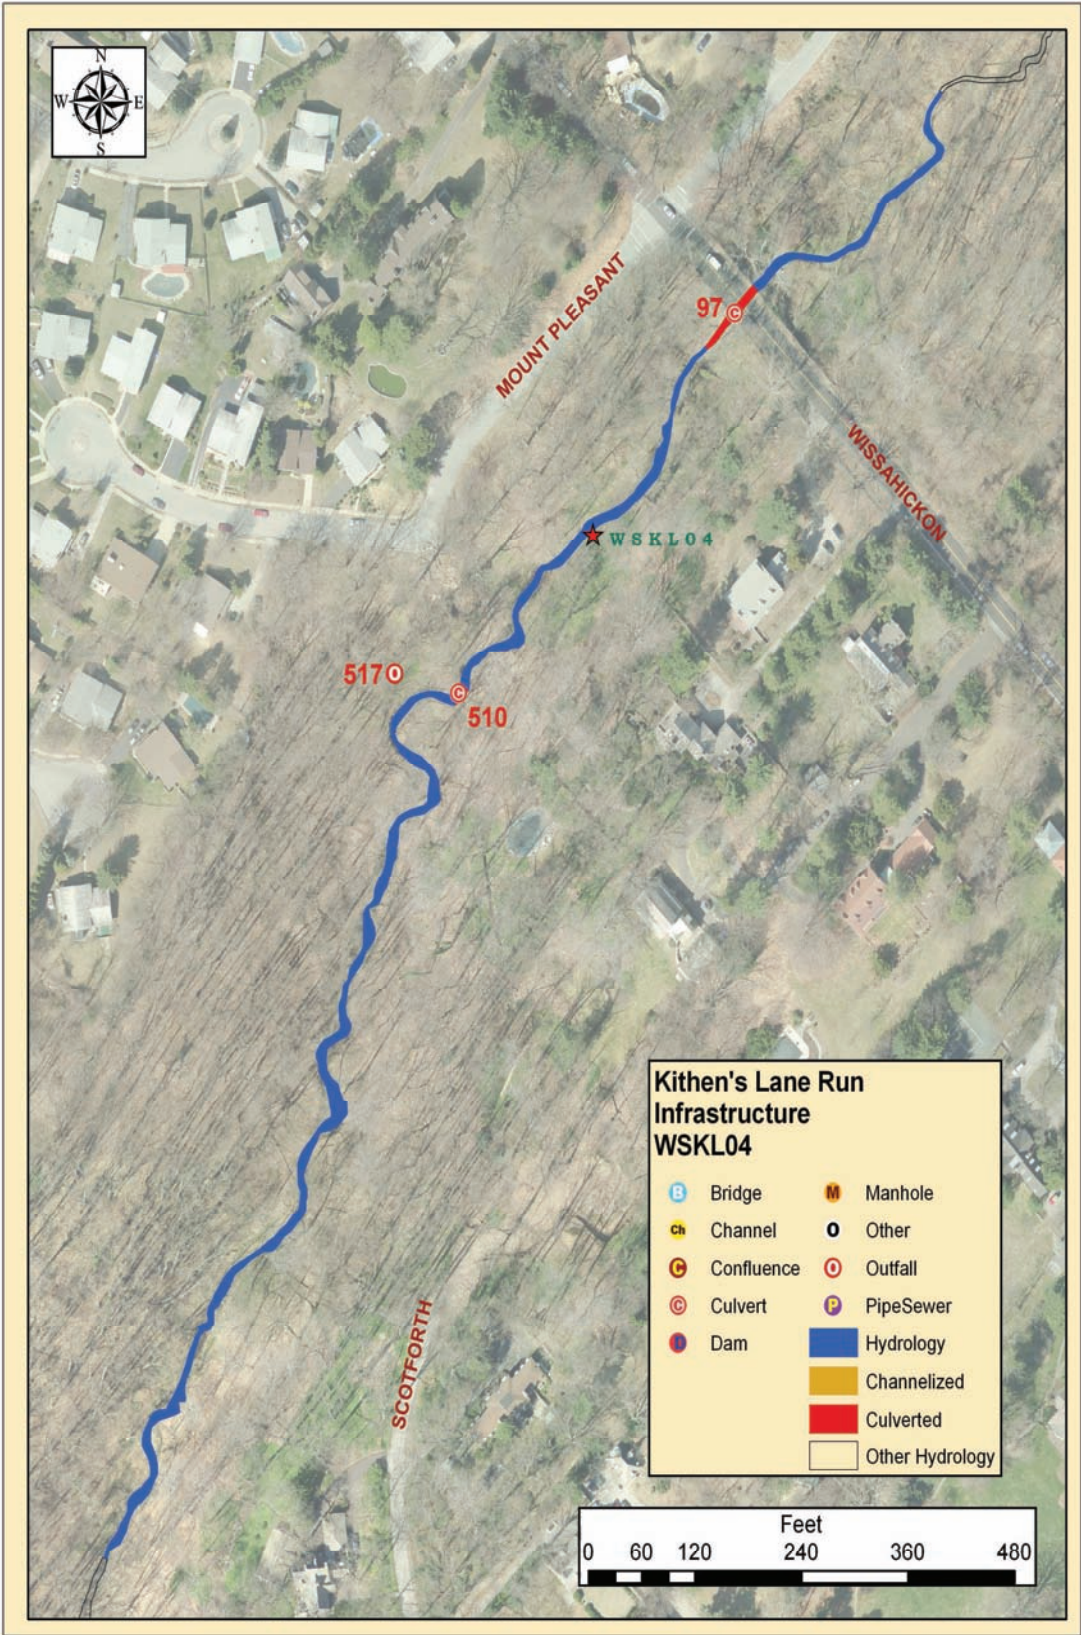 N
W E
S
MOUNT PLEASANT
97 C
WISSAHICKON
WSKL04
517 O
C
510
SCOTFORTH
Kithen's Lane Run
Infrastructure
WSKL04
B Bridge
M Manhole
Ch Channel
O Other
C Confluence
O Outfall
C Culvert
P PipeSewer
D Dam
Hydrology
Channelized
Culverted
Other Hydrology
Feet
0 60 120 240 360 480